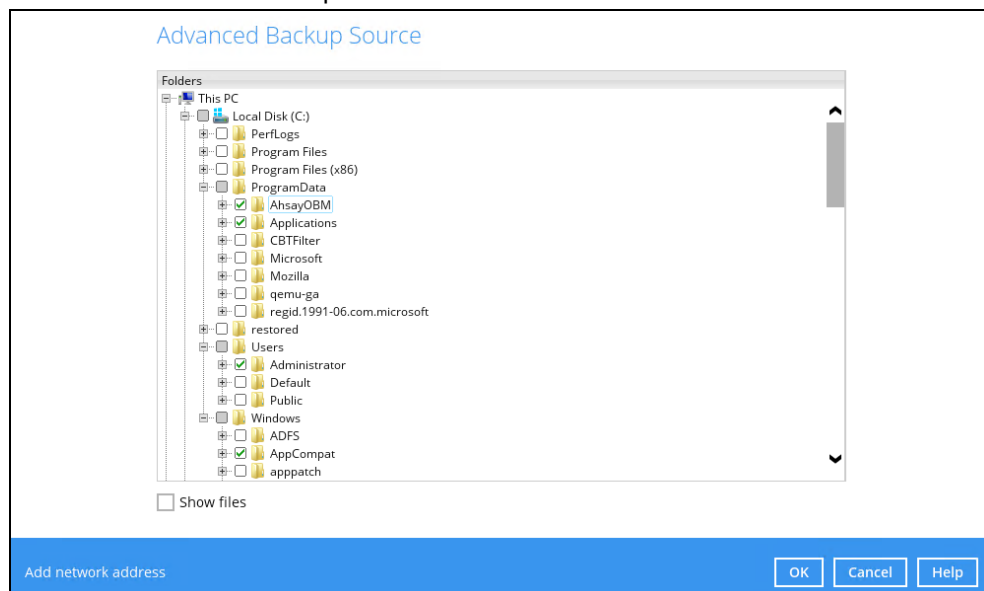 Advanced Backup Source
Folders
This PC
Local Disk (C:)
PerfLogs
Program Files
Program Files (x86)
ProgramData
AhsayOBM
Applications
CBTFilter
Microsoft
Mozilla
qemu-ga
regid.1991-06.com.microsoft
restored
Users
Administrator
Default
Public
Windows
ADFS
AppCompat
apppatch
Show files
Add network address
OK Cancel Help